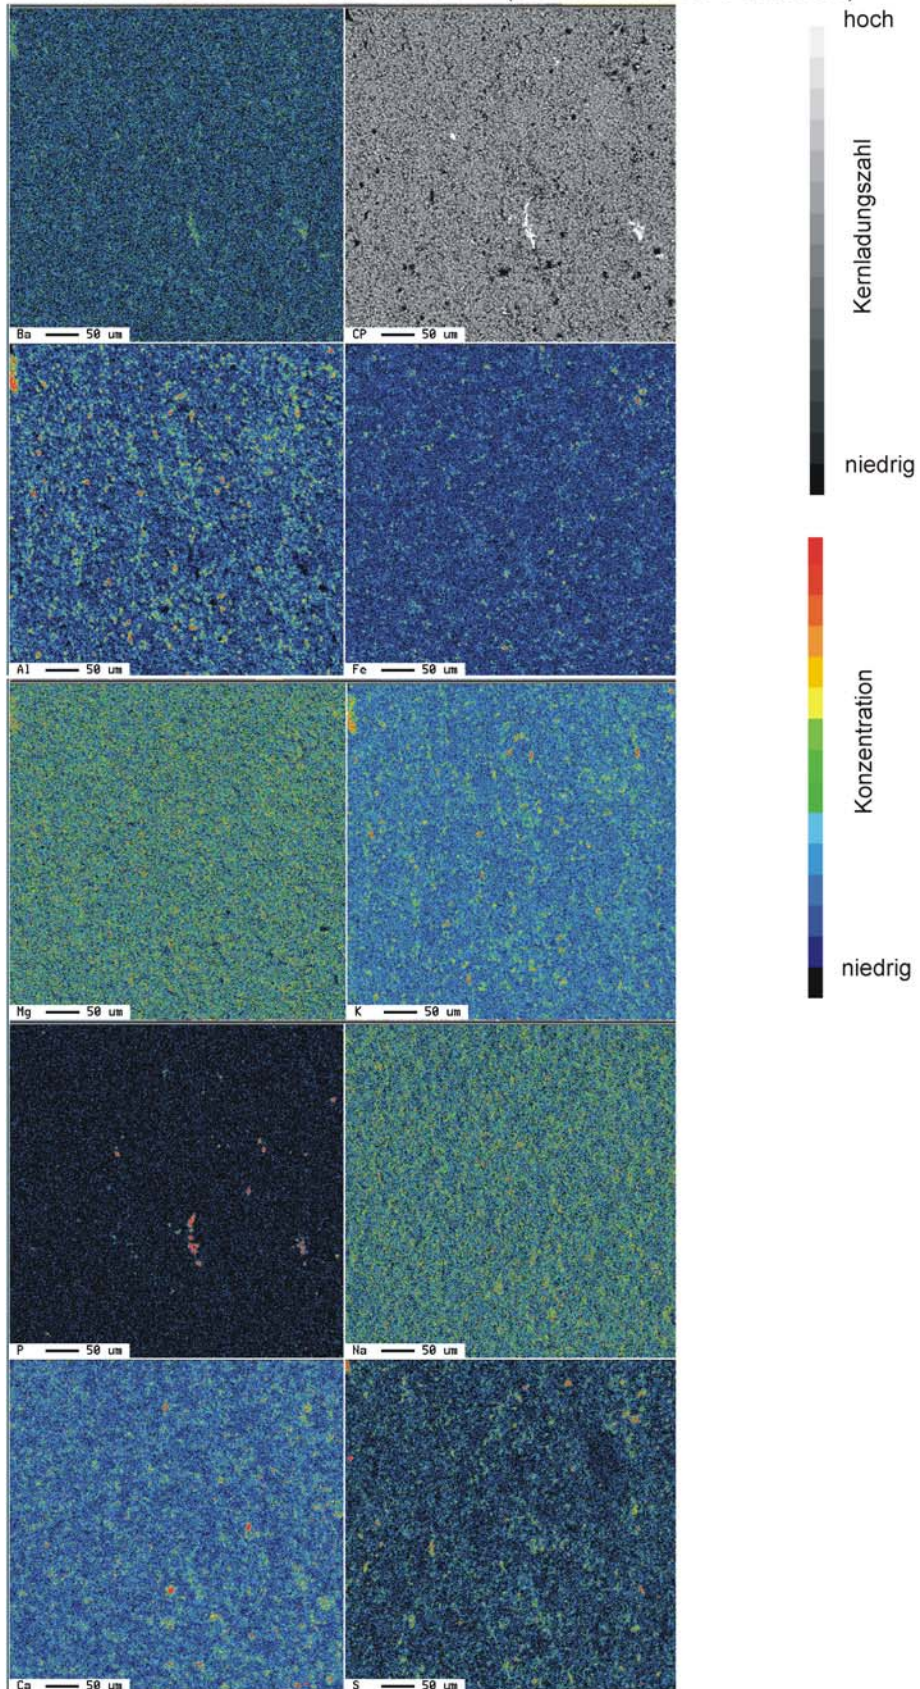 hoch
Kernladungszahl
niedrig
Konzentration
niedrig
Ba 50 um
CP 50 um
Al 50 um
Fe 50 um
Mg 50 um
K 50 um
P 50 um
Na 50 um
Ca 50 um
S 50 um